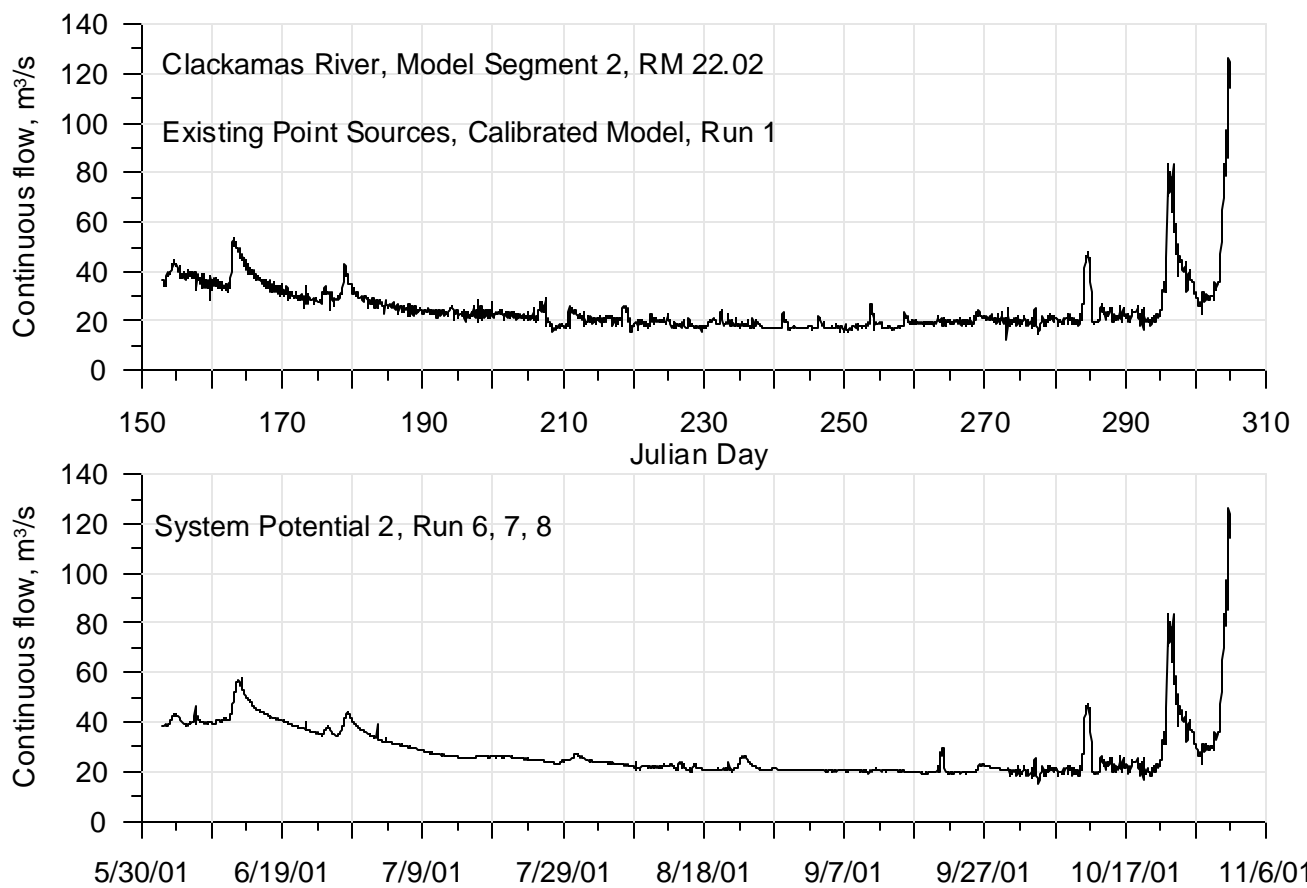 140
120
100
80
60
40
20
0
Continuous flow, m³/s
Clackamas River, Model Segment 2, RM 22.02
Existing Point Sources, Calibrated Model, Run 1
150 170 190 210 230 250 270 290 310
Julian Day
140
120
100
80
60
40
20
0
Continuous flow, m³/s
System Potential 2, Run 6, 7, 8
5/30/01 6/19/01 7/9/01 7/29/01 8/18/01 9/7/01 9/27/01 10/17/01 11/6/01